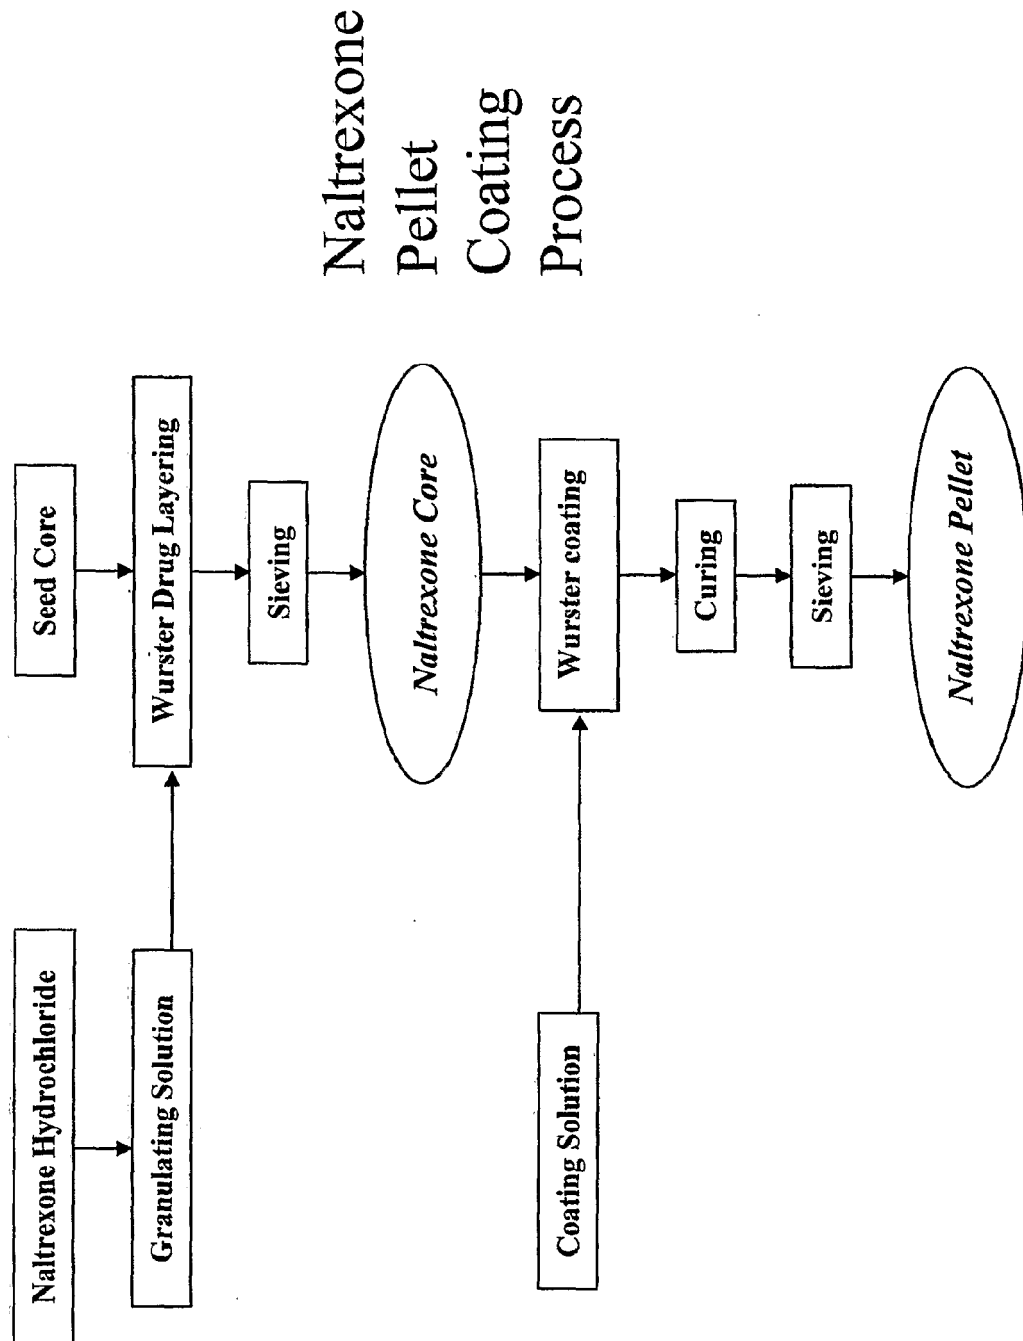 Naltrexone
Pellet
Coating
Process
Naltrexone Hydrochloride
Granulating Solution
Seed Core
Wurster Drug Layering
Sieving
Naltrexone Core
Coating Solution
Wurster coating
Curing
Sieving
Naltrexone Pellet